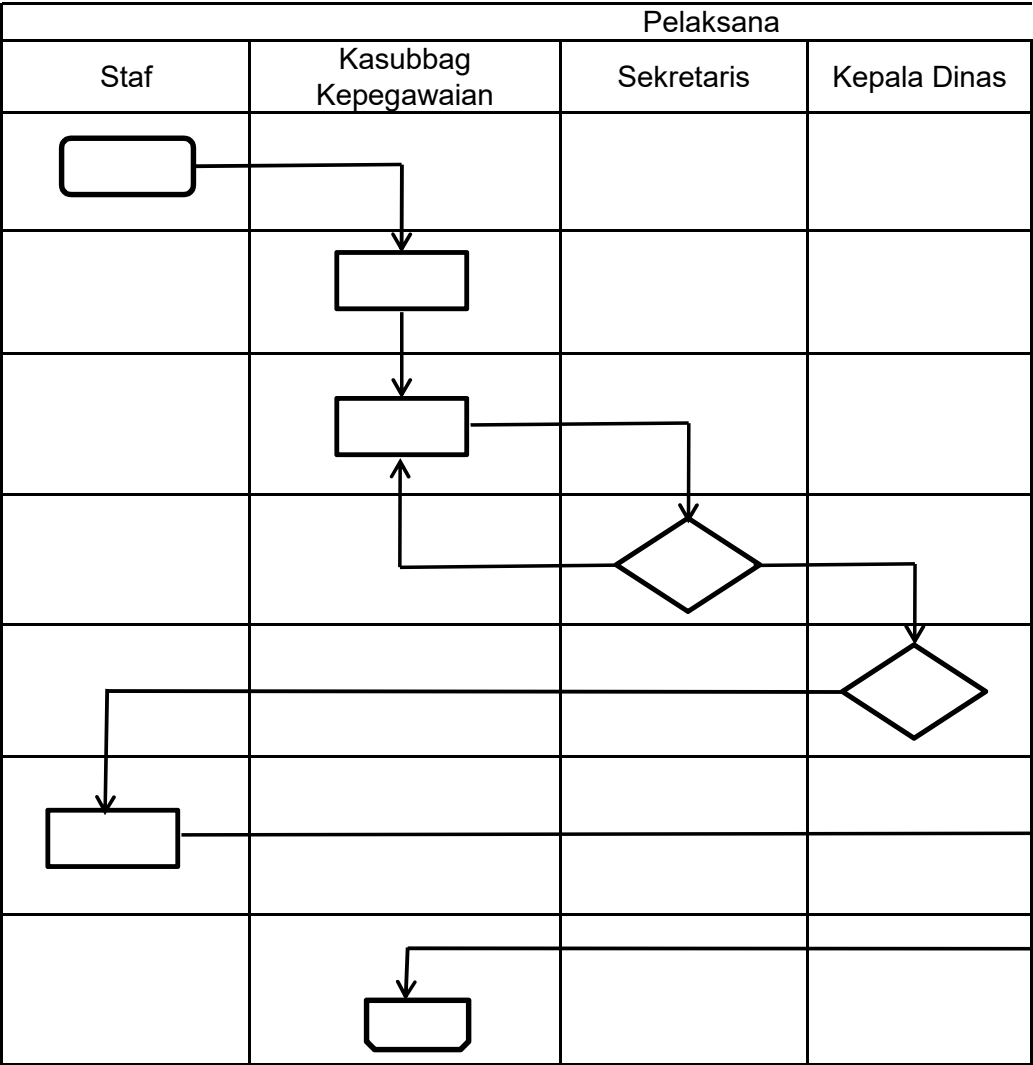 Pelaksana
Staf
Kasubbag
Kepegawaian
Sekretaris
Kepala Dinas